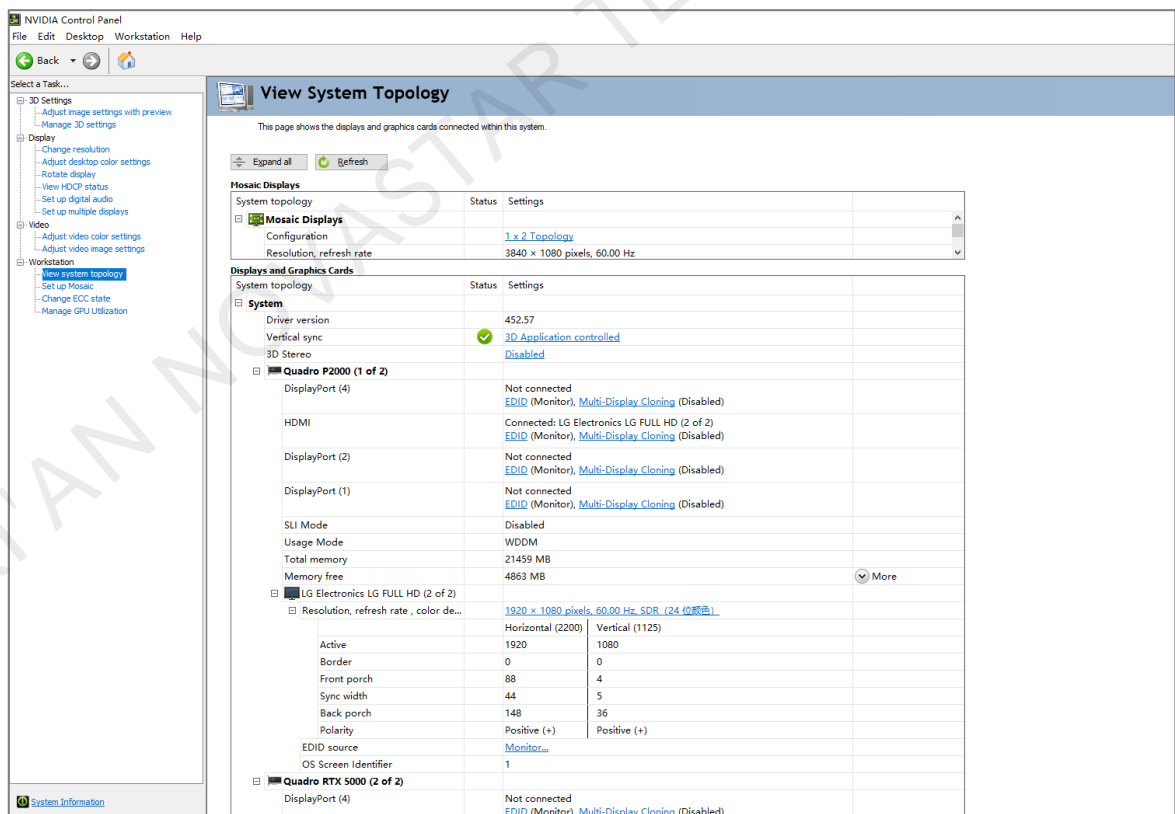 NVIDIA Control Panel
File Edit Desktop Workstation Help
Back
Select a Task...
3D Settings
Adjust image settings with preview
Manage 3D settings
Display
Change resolution
Adjust desktop color settings
Rotate display
View HDCP status
Set up digital audio
Set up multiple displays
Video
Adjust video color settings
Adjust video image settings
Workstation
View system topology
Set up Mosaic
Change ECC state
Manage GPU Utilization
System Information
View System Topology
This page shows the displays and graphics cards connected within this system.
Expand all Refresh
Mosaic Displays
System topology Status Settings
Mosaic Displays
Configuration 1 x 2 Topology
Resolution, refresh rate 3840 × 1080 pixels, 60.00 Hz
Displays and Graphics Cards
System topology Status Settings
System
Driver version 452.57
Vertical sync 3D Application controlled
3D Stereo Disabled
Quadro P2000 (1 of 2)
DisplayPort (4) Not connected
EDID (Monitor), Multi-Display Cloning (Disabled)
HDMI Connected: LG Electronics LG FULL HD (2 of 2)
EDID (Monitor), Multi-Display Cloning (Disabled)
DisplayPort (2) Not connected
EDID (Monitor), Multi-Display Cloning (Disabled)
DisplayPort (1) Not connected
EDID (Monitor), Multi-Display Cloning (Disabled)
SLI Mode Disabled
Usage Mode WDDM
Total memory 21459 MB
Memory free 4863 MB More
LG Electronics LG FULL HD (2 of 2)
Resolution, refresh rate , color de... 1920 × 1080 pixels, 60.00 Hz, SDR（24 位颜色）
Horizontal (2200) Vertical (1125)
Active 1920 1080
Border 0 0
Front porch 88 4
Sync width 44 5
Back porch 148 36
Polarity Positive (+) Positive (+)
EDID source Monitor...
OS Screen Identifier 1
Quadro RTX 5000 (2 of 2)
DisplayPort (4) Not connected
EDID (Monitor), Multi-Display Cloning (Disabled)